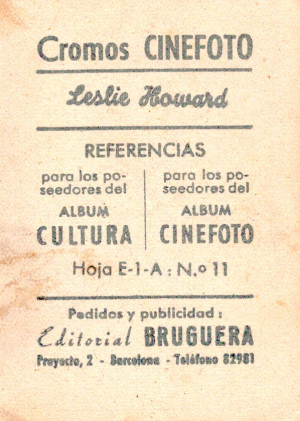 Cromos CINEFOTO
Leslie Howard
REFERENCIAS
para los po-
seedores del
ALBUM
CULTURA
para los po-
seedores del
ALBUM
CINEFOTO
Hoja E-1-A : N.o 11
Pedidos y publicidad :
Editorial BRUGUERA
Proyecto, 2 - Barcelona - Teléfono 82981